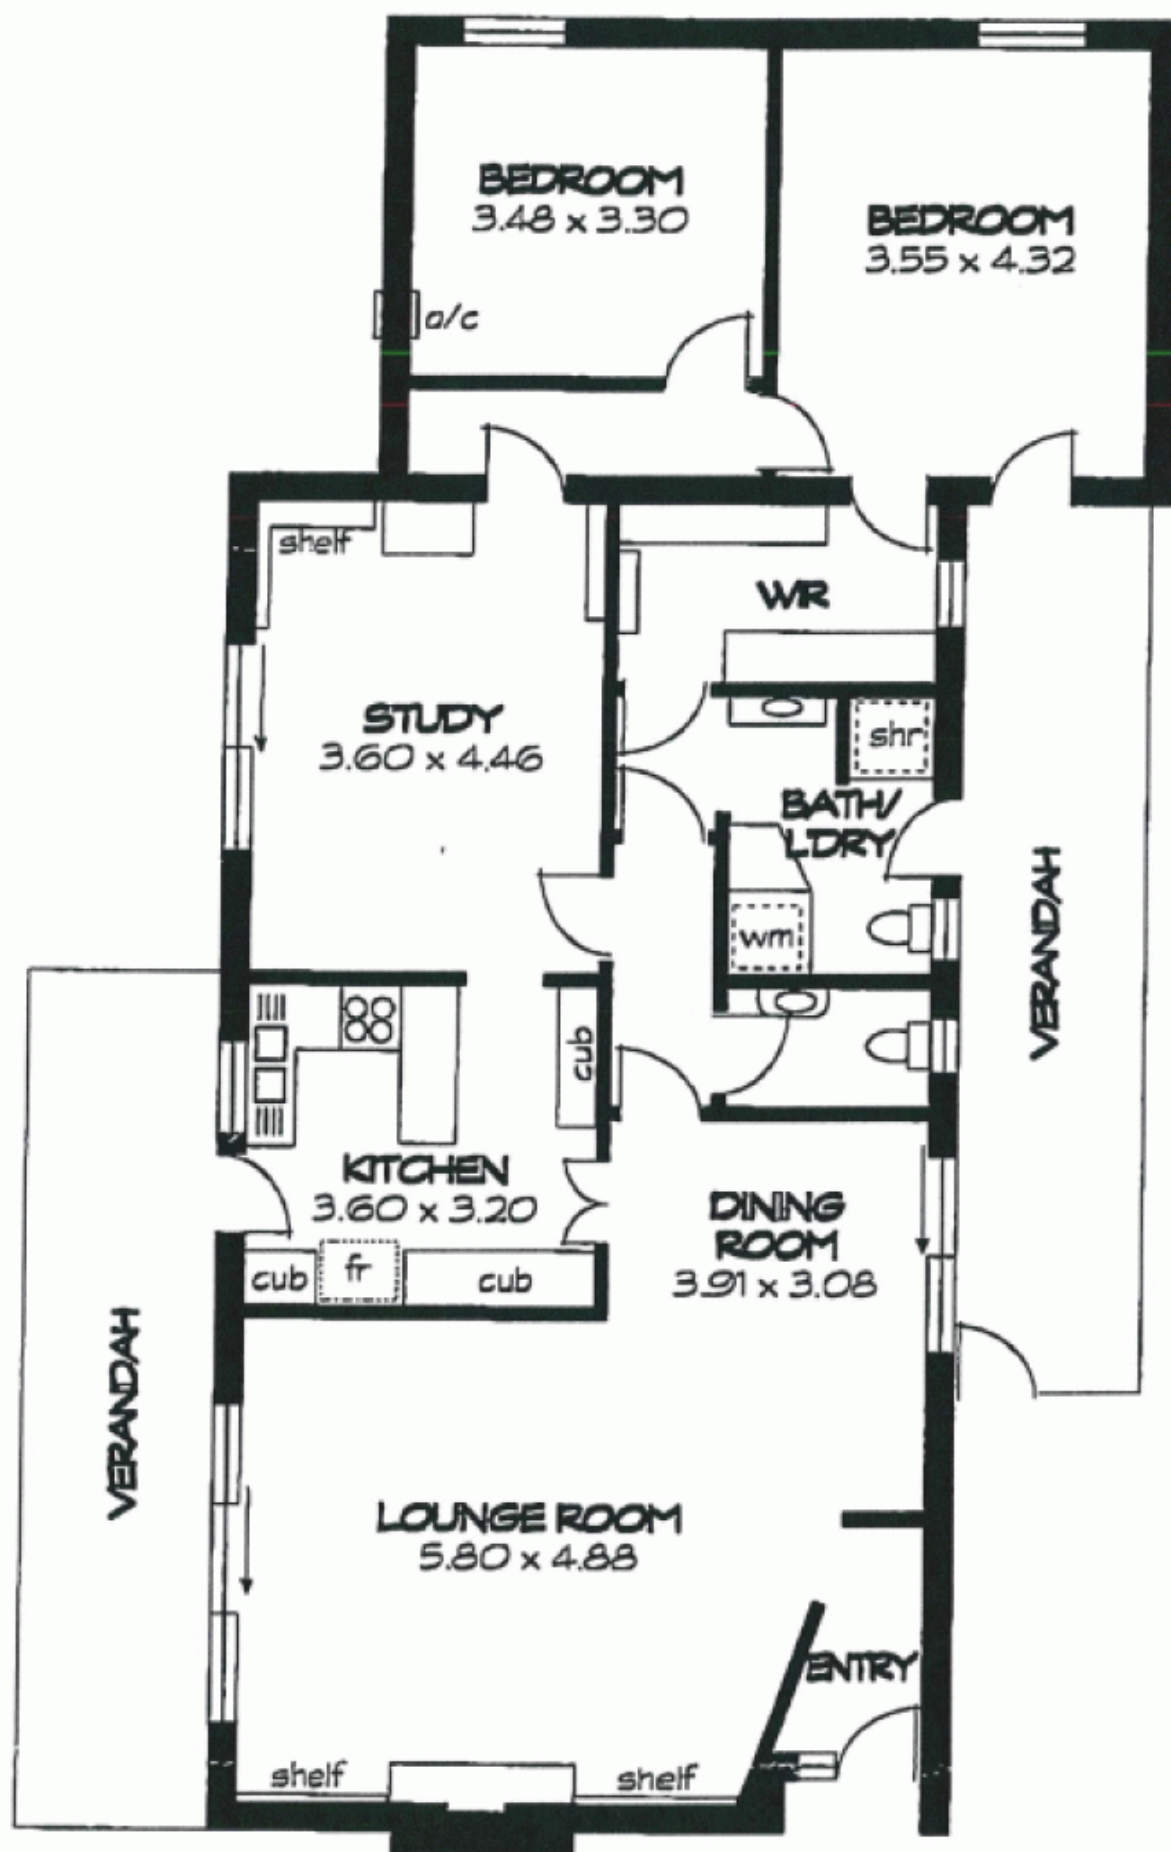 BEDROOM
3.48 x 3.30
BEDROOM
3.55 x 4.32
a/c
shelf
WIR
STUDY
3.60 x 4.46
shr
BATH/
L'DRY
wm
VERANDAH
cub
KITCHEN
3.60 x 3.20
DINING
ROOM
3.91 x 3.08
cub
fr
cub
VERANDAH
LOUNGE ROOM
5.80 x 4.88
ENTRY
shelf
shelf